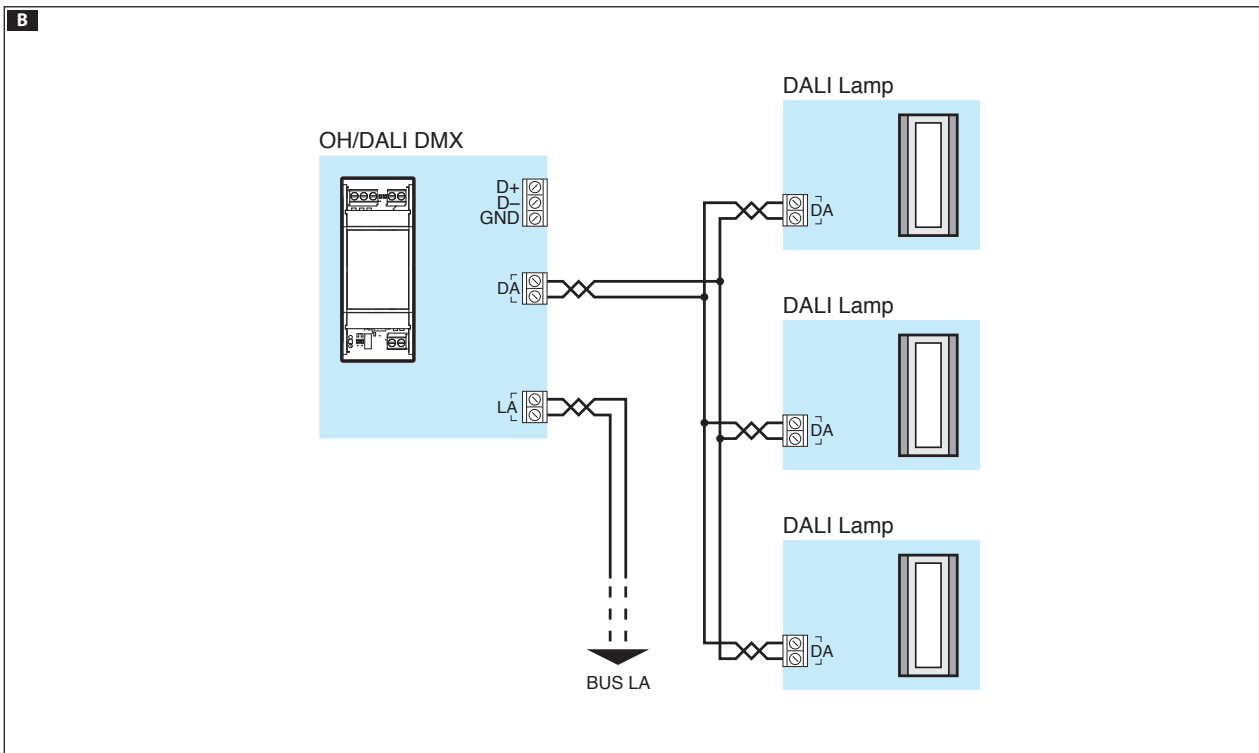 B
OH/DALI DMX
D+
D–
GND
DA
LA
BUS LA
DALI Lamp
DA
DALI Lamp
DA
DALI Lamp
DA